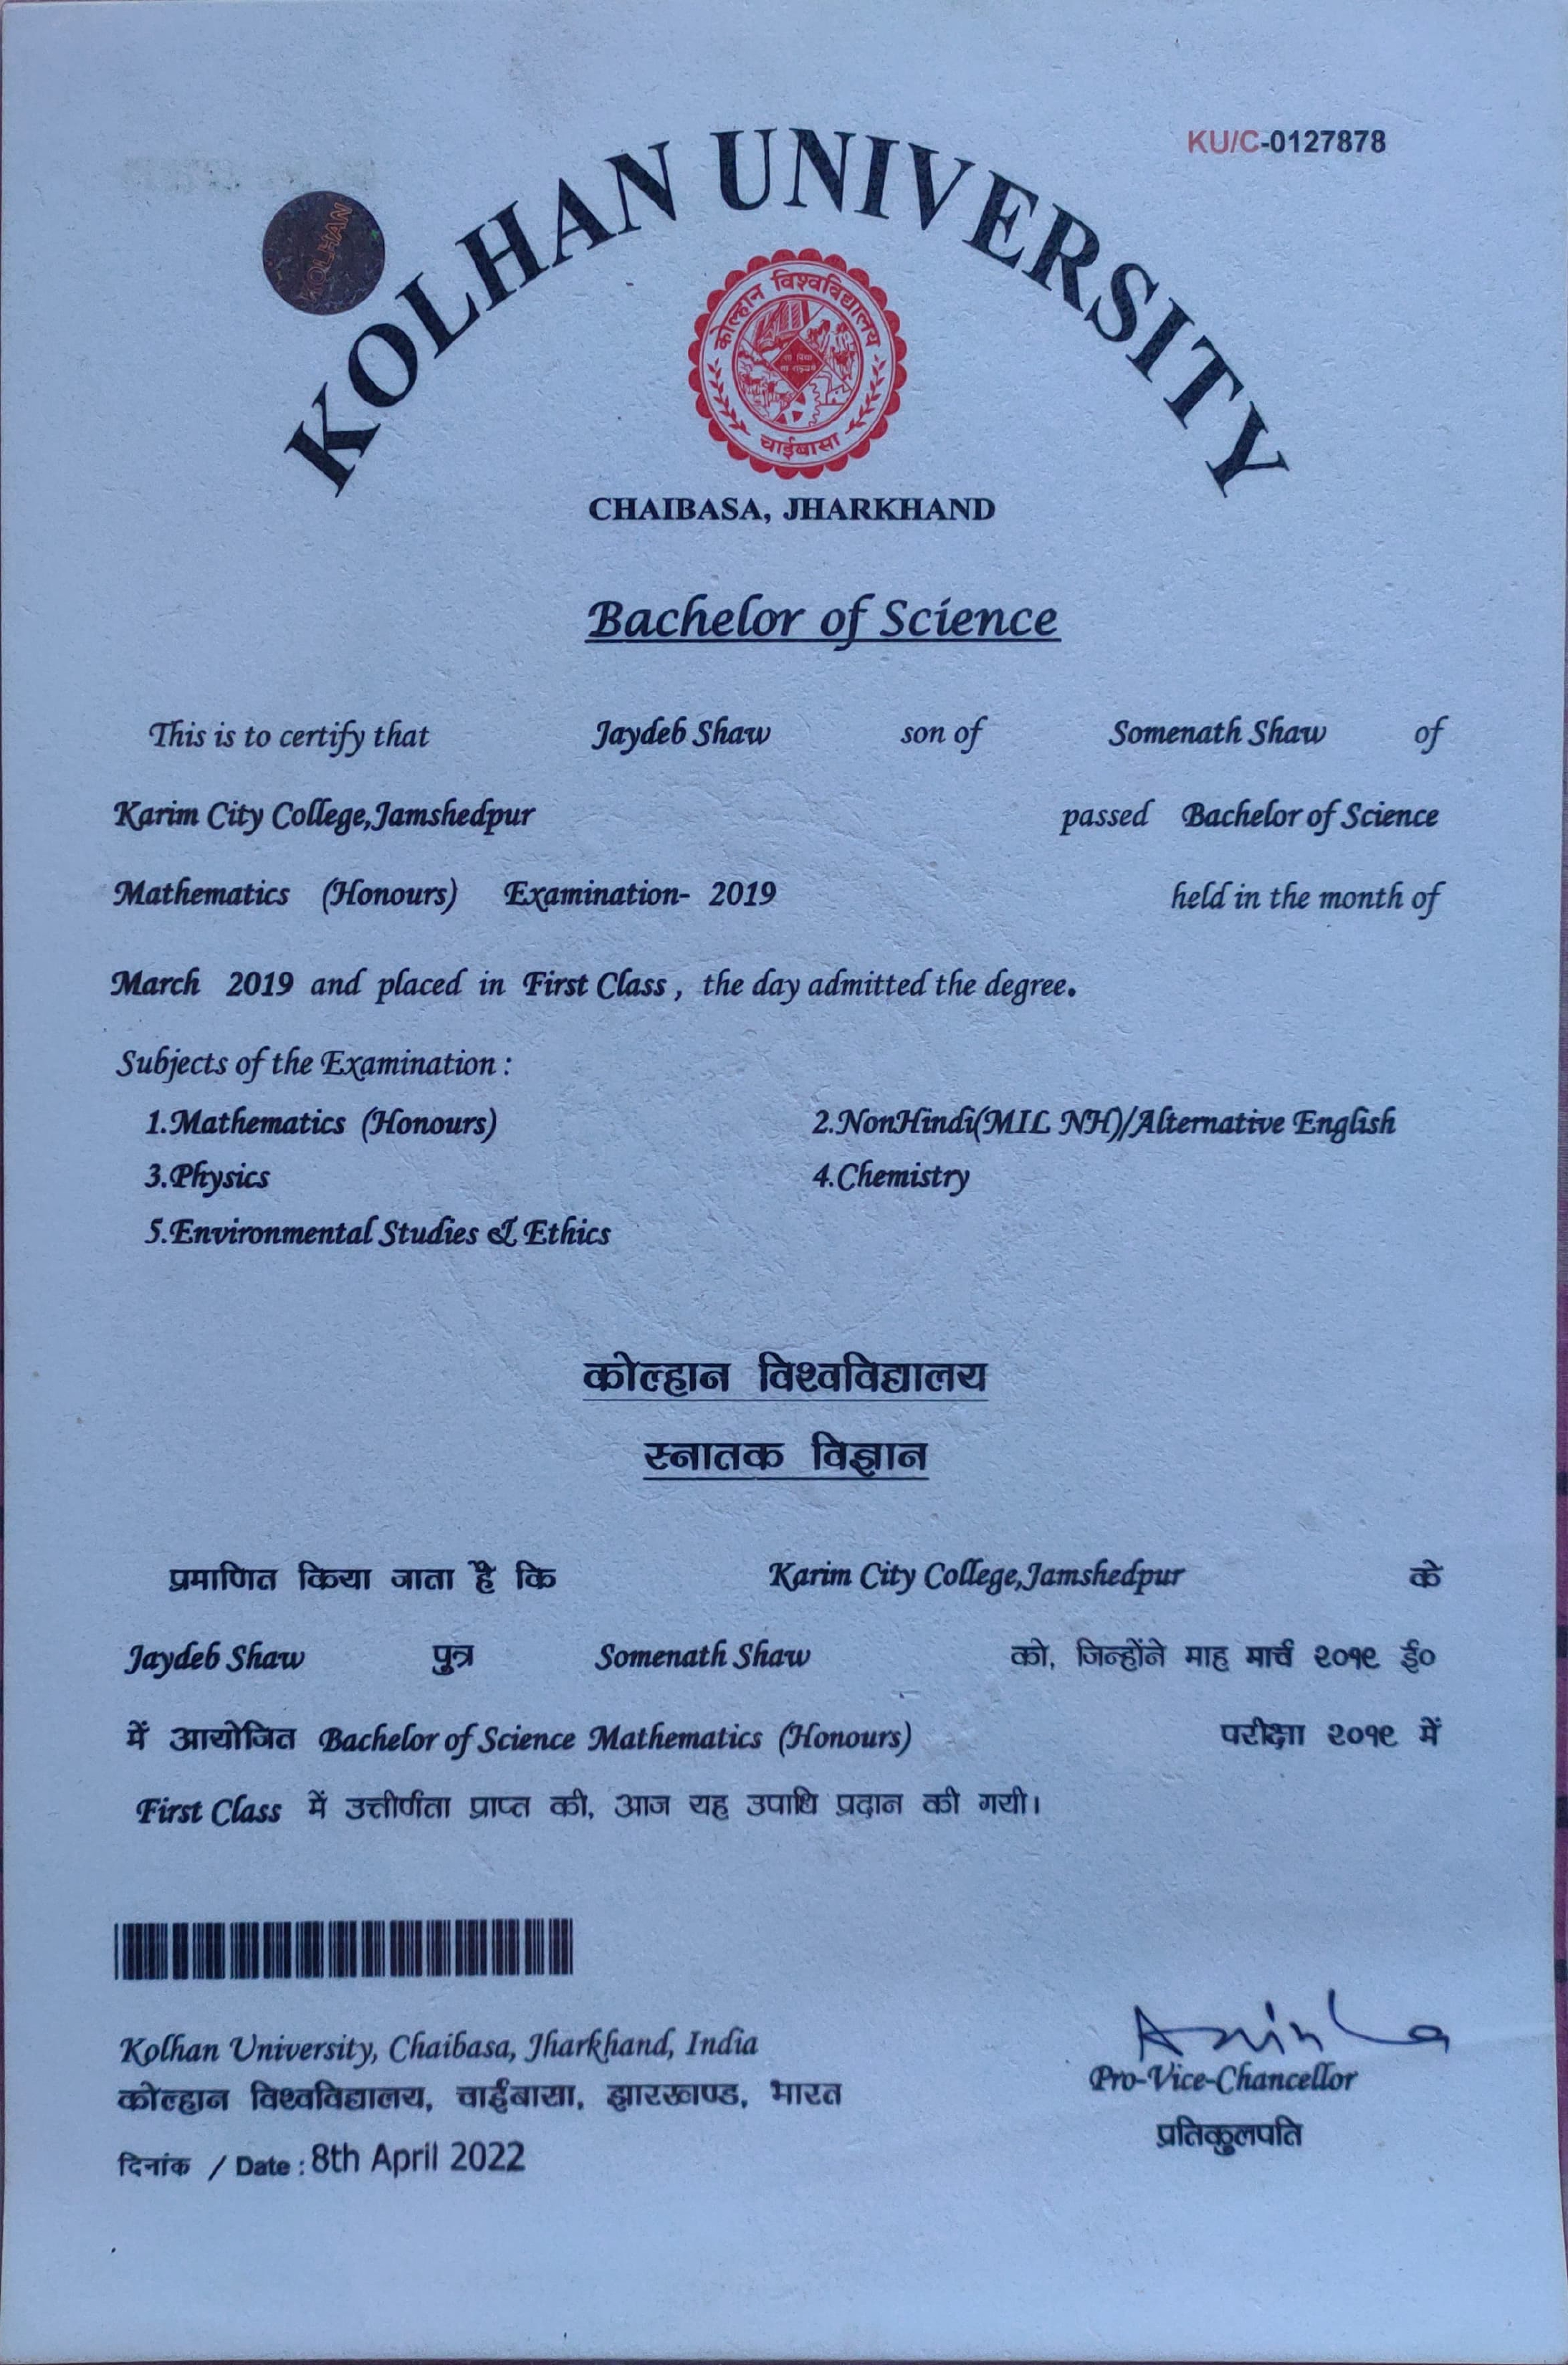 KU/C-0127878
KOLHAN
KOLHAN UNIVERSITY
कोल्हान विश्वविद्यालय
चाईबासा
CHAIBASA, JHARKHAND
Bachelor of Science
This is to certify that Jaydeb Shaw son of Somenath Shaw of
Karim City College,Jamshedpur passed Bachelor of Science
Mathematics (Honours) Examination- 2019 held in the month of
March 2019 and placed in First Class, the day admitted the degree.
Subjects of the Examination :
1.Mathematics (Honours) 2.NonHindi(MIL NH)/Alternative English
3.Physics 4.Chemistry
5.Environmental Studies & Ethics
कोल्हान विश्वविद्यालय
स्नातक विज्ञान
प्रमाणित किया जाता है कि Karim City College,Jamshedpur के
Jaydeb Shaw पुत्र Somenath Shaw को, जिन्होंने माह मार्च २०१९ ई०
में आयोजित Bachelor of Science Mathematics (Honours) परीक्षा २०१९ में
First Class में उत्तीर्णता प्राप्त की, आज यह उपाधि प्रदान की गयी।
Kolhan University, Chaibasa, Jharkhand, India
कोल्हान विश्वविद्यालय, चाईबासा, झारखण्ड, भारत
दिनांक / Date : 8th April 2022
Pro-Vice-Chancellor
प्रतिकुलपति